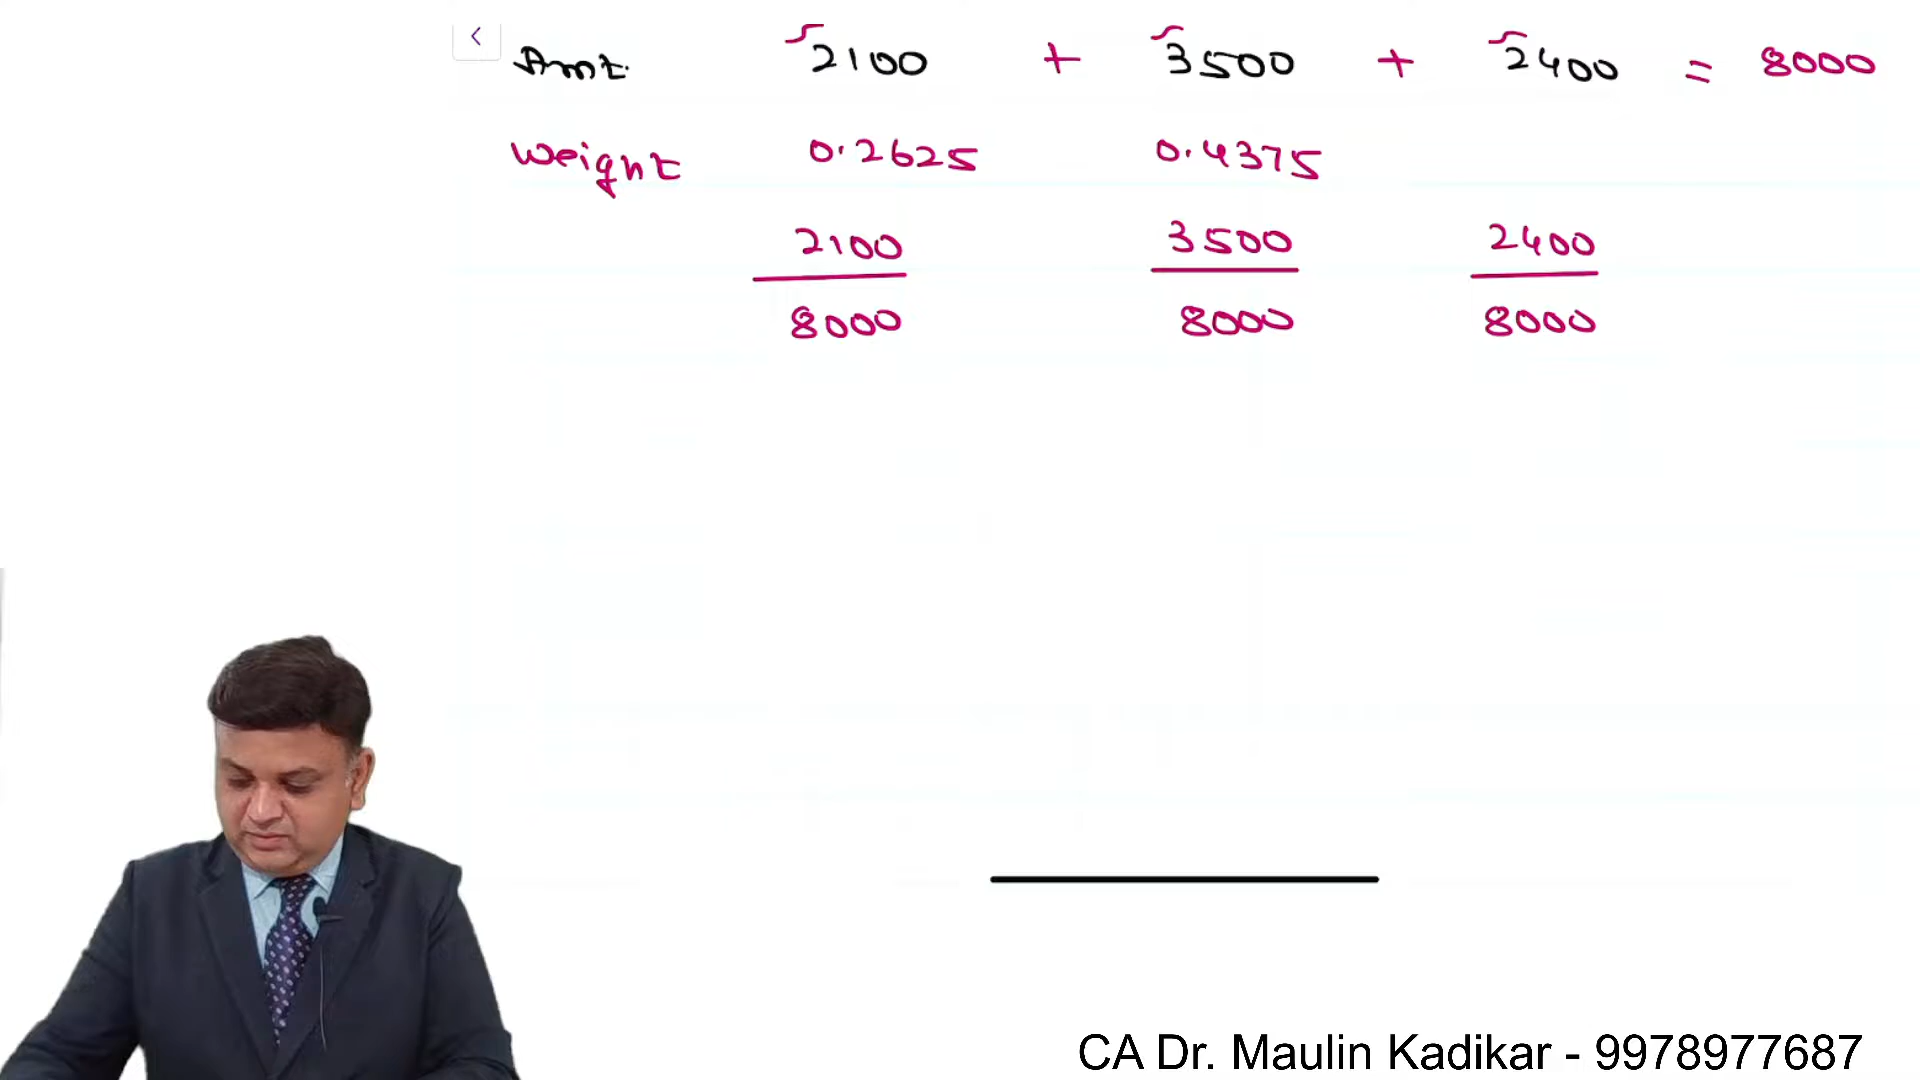 Amt. 2100 + 3500 + 2400 = 8000
Weight 0.2625 0.4375
2100 3500 2400
8000 8000 8000
CA Dr. Maulin Kadikar - 9978977687